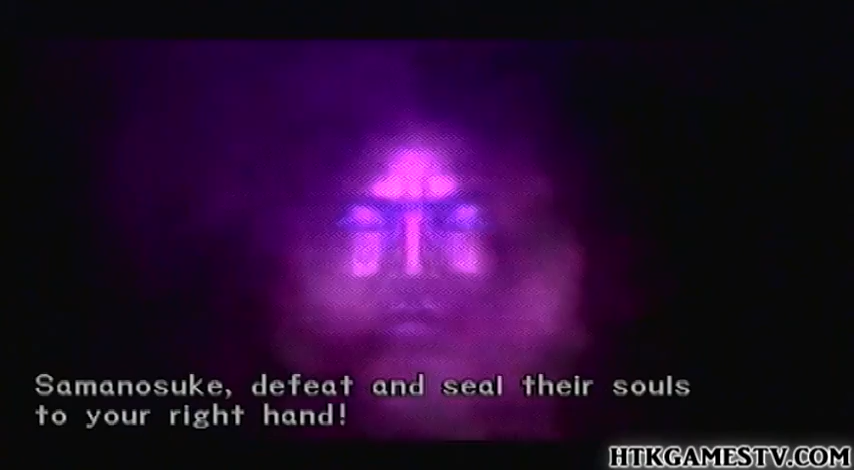 Samanosuke, defeat and seal their souls
to your right hand!
HTKGAMESTV.COM